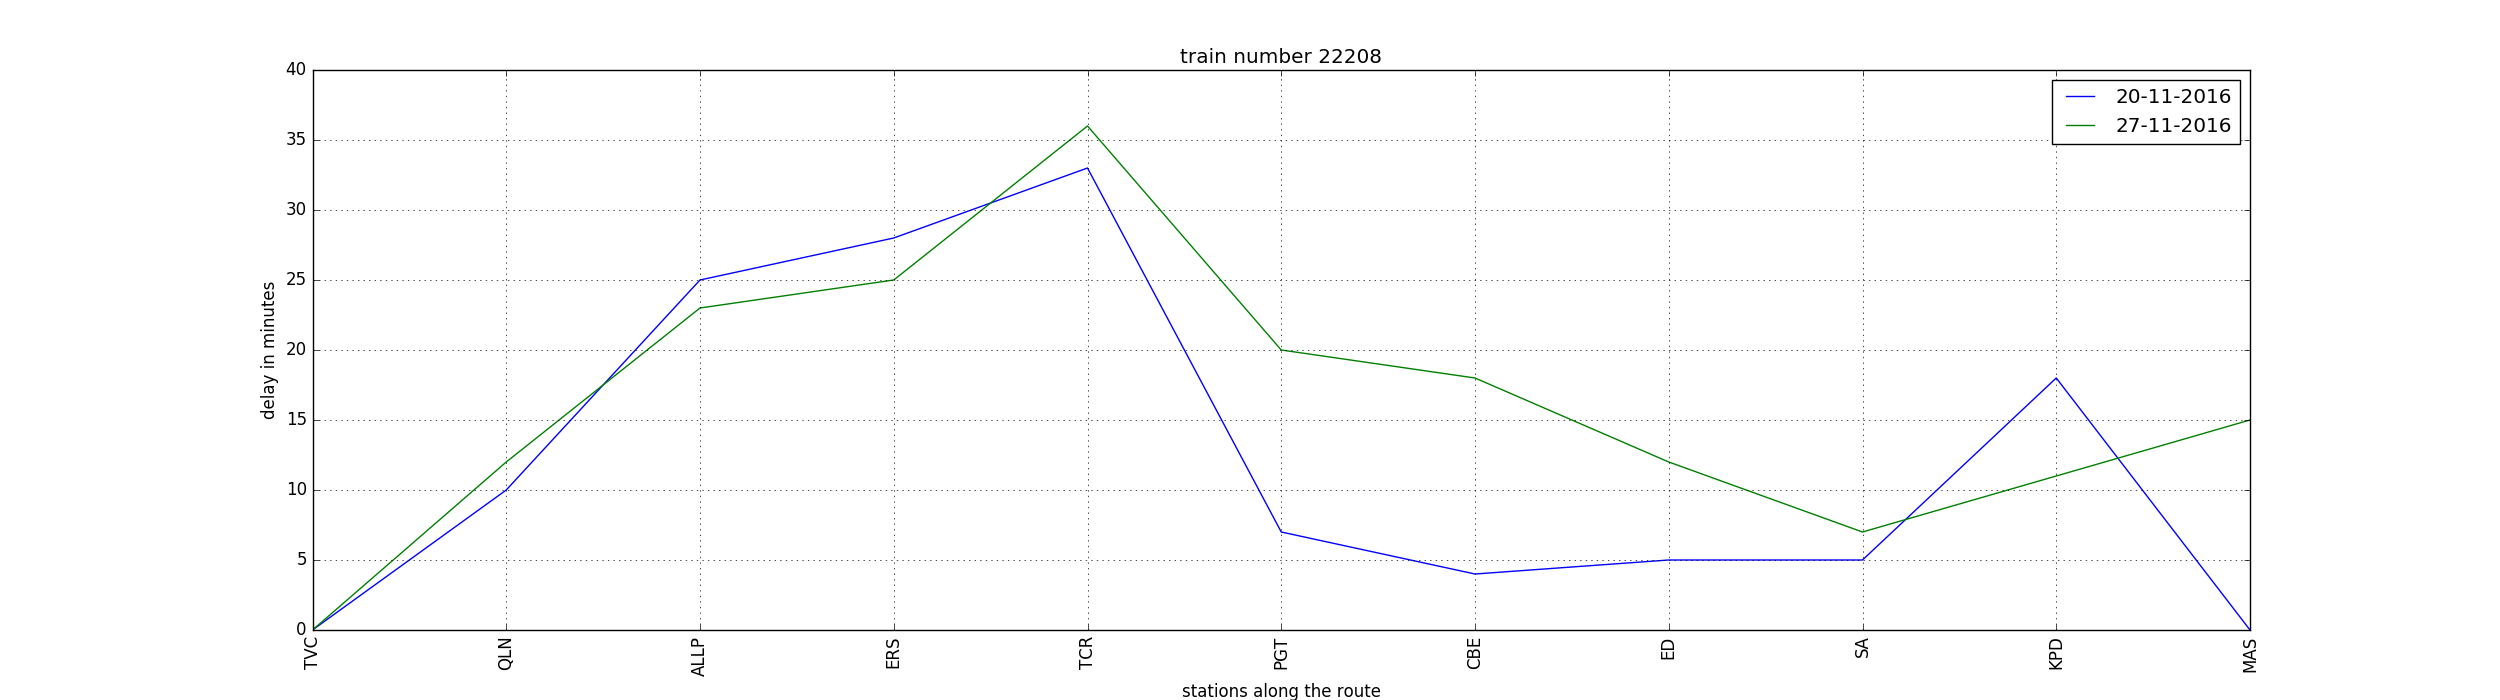 train number 22208
40
35
30
25
20
15
10
5
0
delay in minutes
20-11-2016
27-11-2016
TVC
QLN
ALLP
ERS
TCR
PGT
CBE
ED
SA
KPD
MAS
stations along the route